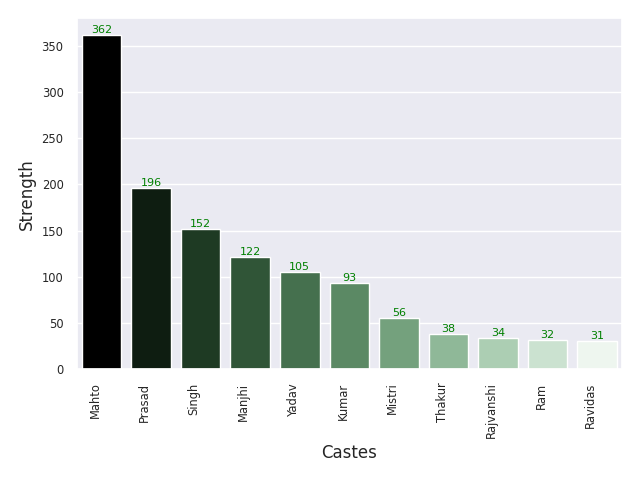 362
350
300
250
200
150
100
50
0
196
152
122
105
93
56
38
34
32
31
Strength
Mahto
Prasad
Singh
Manjhi
Yadav
Kumar
Mistri
Thakur
Rajvanshi
Ram
Ravidas
Castes